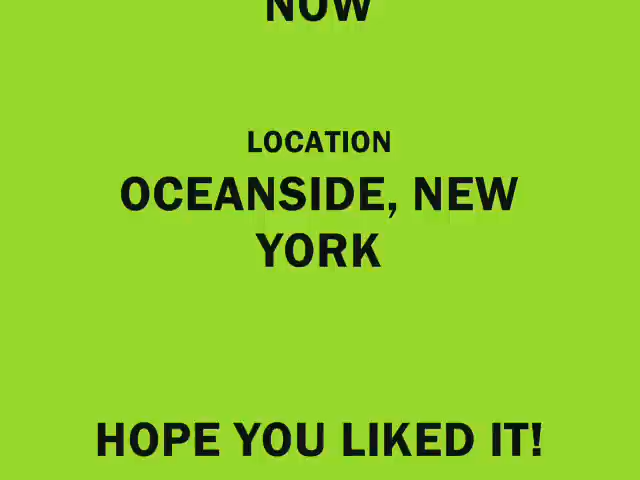 NOW
LOCATION
OCEANSIDE, NEW
YORK
HOPE YOU LIKED IT!